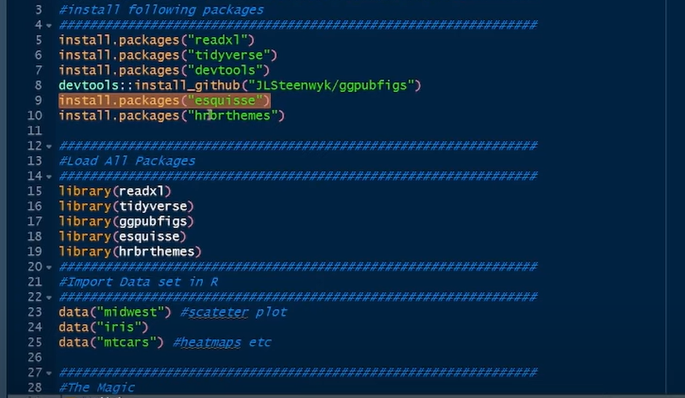 3 #install following packages
4 ###############################################################
5 install.packages("readxl")
6 install.packages("tidyverse")
7 install.packages("devtools")
8 devtools::install_github("JLSteenwyk/ggpubfigs")
9 install.packages("esquisse")
10 install.packages("hrbrthemes")
11
12 ###############################################################
13 #Load All Packages
14 ###############################################################
15 library(readxl)
16 library(tidyverse)
17 library(ggpubfigs)
18 library(esquisse)
19 library(hrbrthemes)
20 ###############################################################
21 #Import Data set in R
22 ###############################################################
23 data("midwest") #scateter plot
24 data("iris")
25 data("mtcars") #heatmaps etc
26
27 ###############################################################
28 #The Magic